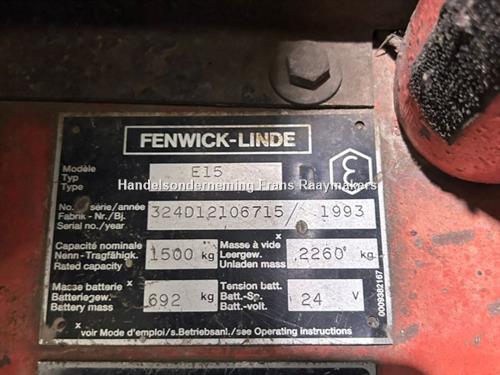 FENWICK-LINDE
Modèle
Typ
Type
E15
Handelsonderneming Frans Raaymakers
No. série/année
Fabrik - Nr./Bj.
Serial no./year
324D12106715/ 1993
Capacité nominale
Nenn-Tragfähigk.
Rated capacity
1500 kg
Masse à vide
Leergew.
Unladen mass
2260 kg
Masse batterie x
Batteriegew.
Battery mass
692 kg
Tension batt.
Batt.-Sp.
Batt.-volt.
24 V
x voir Mode d'emploi/s.Betriebsanl./see Operating instructions
0009382167